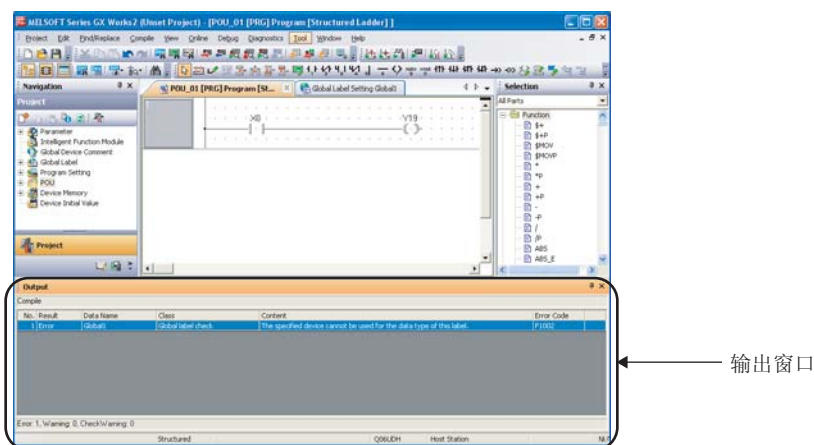 MELSOFT Series GX Works2 (Unset Project) - [POU_01 [PRG] Program [Structured Ladder] ]
Project Edit Find/Replace Compile View Online Debug Diagnostics Tool Window Help
Navigation
POU_01 [PRG] Program [St...
Global Label Setting Global1
Selection
Project
All Parts
Parameter
Intelligent Function Module
Global Device Comment
Global Label
Program Setting
POU
Device Memory
Device Initial Value
Project
X0
Y19
Function
$+
$+P
$MOV
$MOVP
*
*P
+
+P
-
-P
/
/P
ABS
ABS_E
Output
Compile
No. Result Data Name Class Content Error Code
1 Error Global1 Global label check The specified device cannot be used for the data type of this label. F1002
Error: 1, Warning: 0, CheckWarning: 0
Structured Q06UDH Host Station
输出窗口